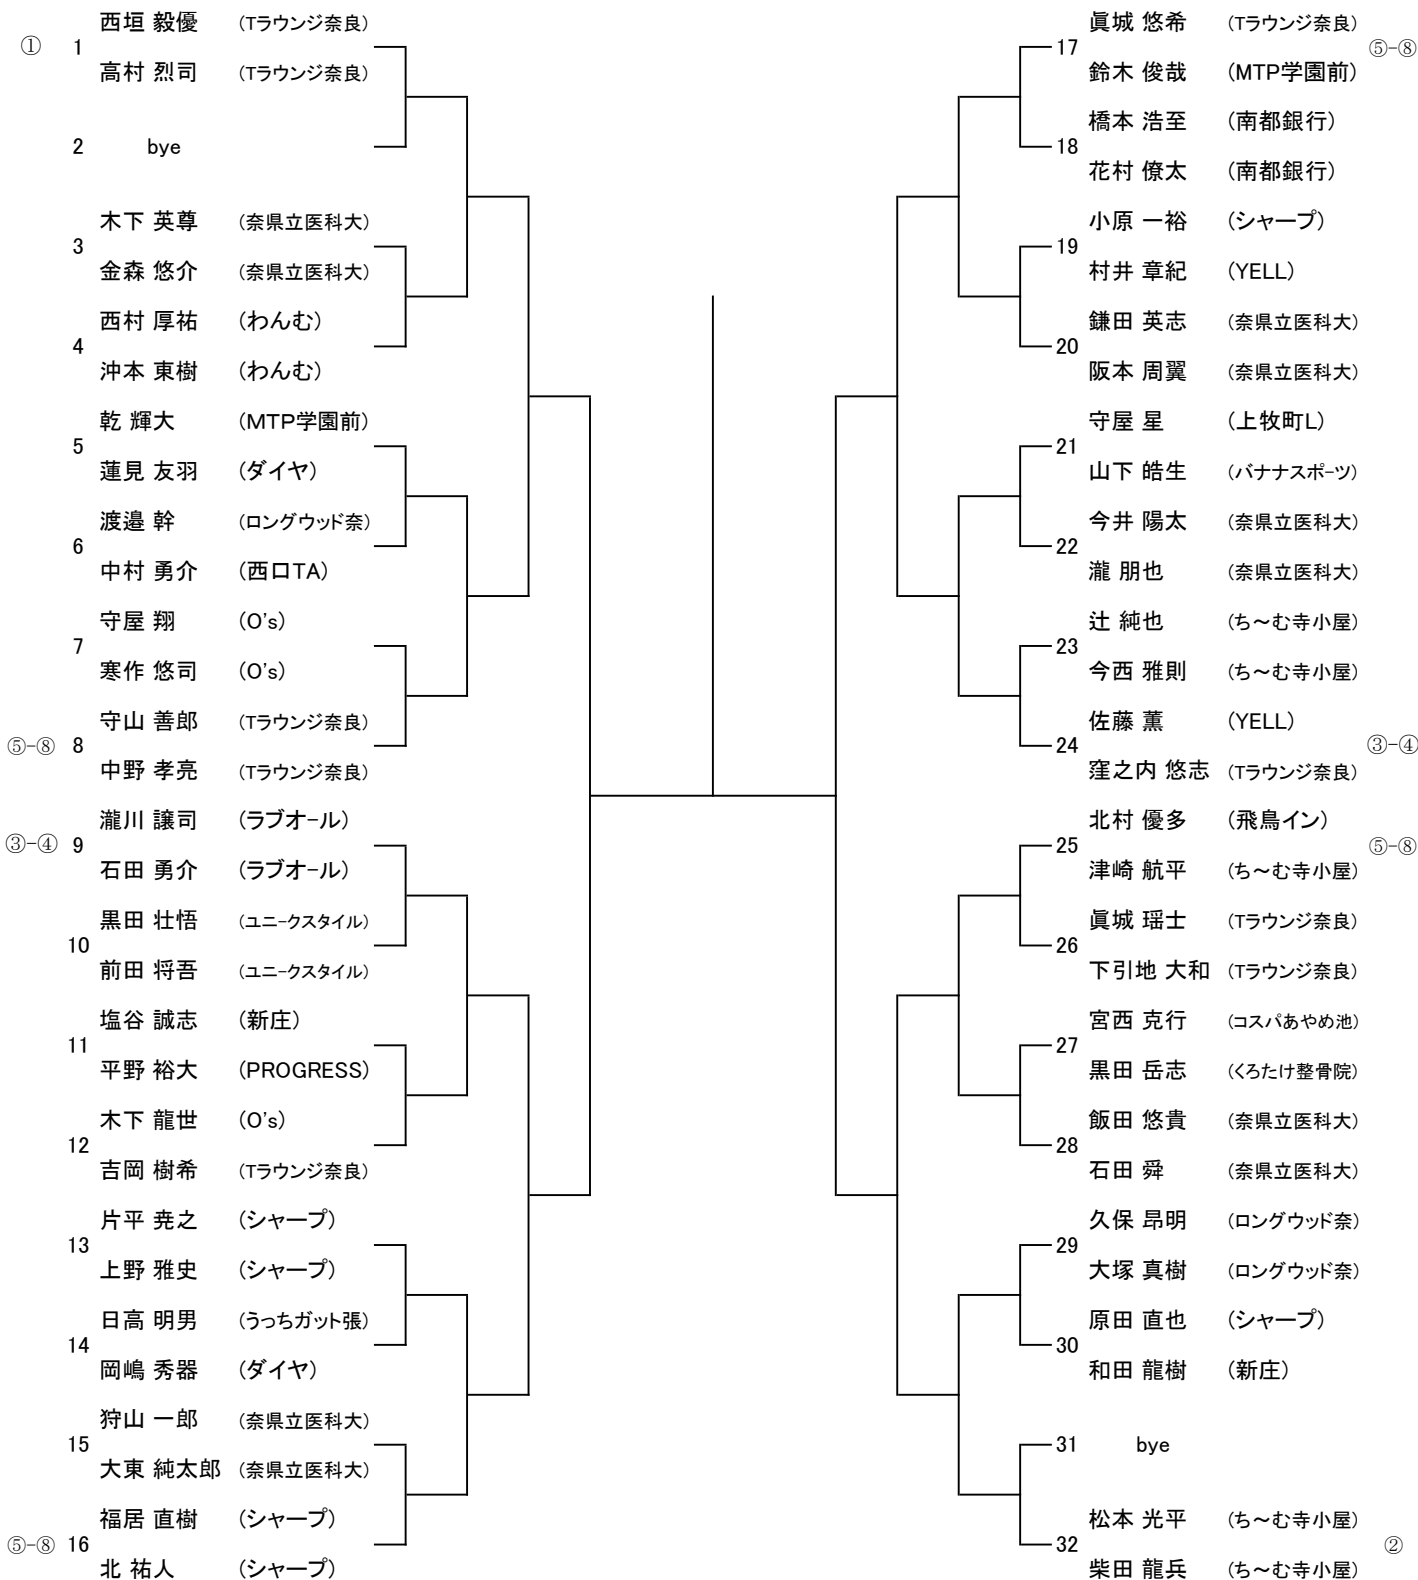 西垣 毅優 (Tラウンジ奈良)
① 1
高村 烈司 (Tラウンジ奈良)
2 bye
木下 英尊 (奈県立医科大)
3
金森 悠介 (奈県立医科大)
西村 厚祐 (わんむ)
4
沖本 東樹 (わんむ)
乾 輝大 (MTP学園前)
5
蓮見 友羽 (ダイヤ)
渡邉 幹 (ロングウッド奈)
6
中村 勇介 (西口TA)
守屋 翔 (O's)
7
寒作 悠司 (O's)
守山 善郎 (Tラウンジ奈良)
⑤-⑧ 8
中野 孝亮 (Tラウンジ奈良)
瀧川 譲司 (ラブオール)
③-④ 9
石田 勇介 (ラブオール)
黒田 壮悟 (ユニークスタイル)
10
前田 将吾 (ユニークスタイル)
塩谷 誠志 (新庄)
11
平野 裕大 (PROGRESS)
木下 龍世 (O's)
12
吉岡 樹希 (Tラウンジ奈良)
片平 尭之 (シャープ)
13
上野 雅史 (シャープ)
日高 明男 (うっちガット張)
14
岡嶋 秀器 (ダイヤ)
狩山 一郎 (奈県立医科大)
15
大東 純太郎 (奈県立医科大)
福居 直樹 (シャープ)
⑤-⑧ 16
北 祐人 (シャープ)
眞城 悠希 (Tラウンジ奈良)
17 ⑤-⑧
鈴木 俊哉 (MTP学園前)
橋本 浩至 (南都銀行)
18
花村 僚太 (南都銀行)
小原 一裕 (シャープ)
19
村井 章紀 (YELL)
鎌田 英志 (奈県立医科大)
20
阪本 周翼 (奈県立医科大)
守屋 星 (上牧町L)
21
山下 皓生 (バナナスポーツ)
今井 陽太 (奈県立医科大)
22
瀧 朋也 (奈県立医科大)
辻 純也 (ち～む寺小屋)
23
今西 雅則 (ち～む寺小屋)
佐藤 薫 (YELL)
24 ③-④
窪之内 悠志 (Tラウンジ奈良)
北村 優多 (飛鳥イン)
25 ⑤-⑧
津崎 航平 (ち～む寺小屋)
眞城 瑶士 (Tラウンジ奈良)
26
下引地 大和 (Tラウンジ奈良)
宮西 克行 (コスパあやめ池)
27
黒田 岳志 (くろたけ整骨院)
飯田 悠貴 (奈県立医科大)
28
石田 舜 (奈県立医科大)
久保 昂明 (ロングウッド奈)
29
大塚 真樹 (ロングウッド奈)
原田 直也 (シャープ)
30
和田 龍樹 (新庄)
31 bye
松本 光平 (ち～む寺小屋)
32 ②
柴田 龍兵 (ち～む寺小屋)